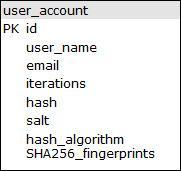 user_account
PK id
user_name
email
iterations
hash
salt
hash_algorithm
SHA256_fingerprints